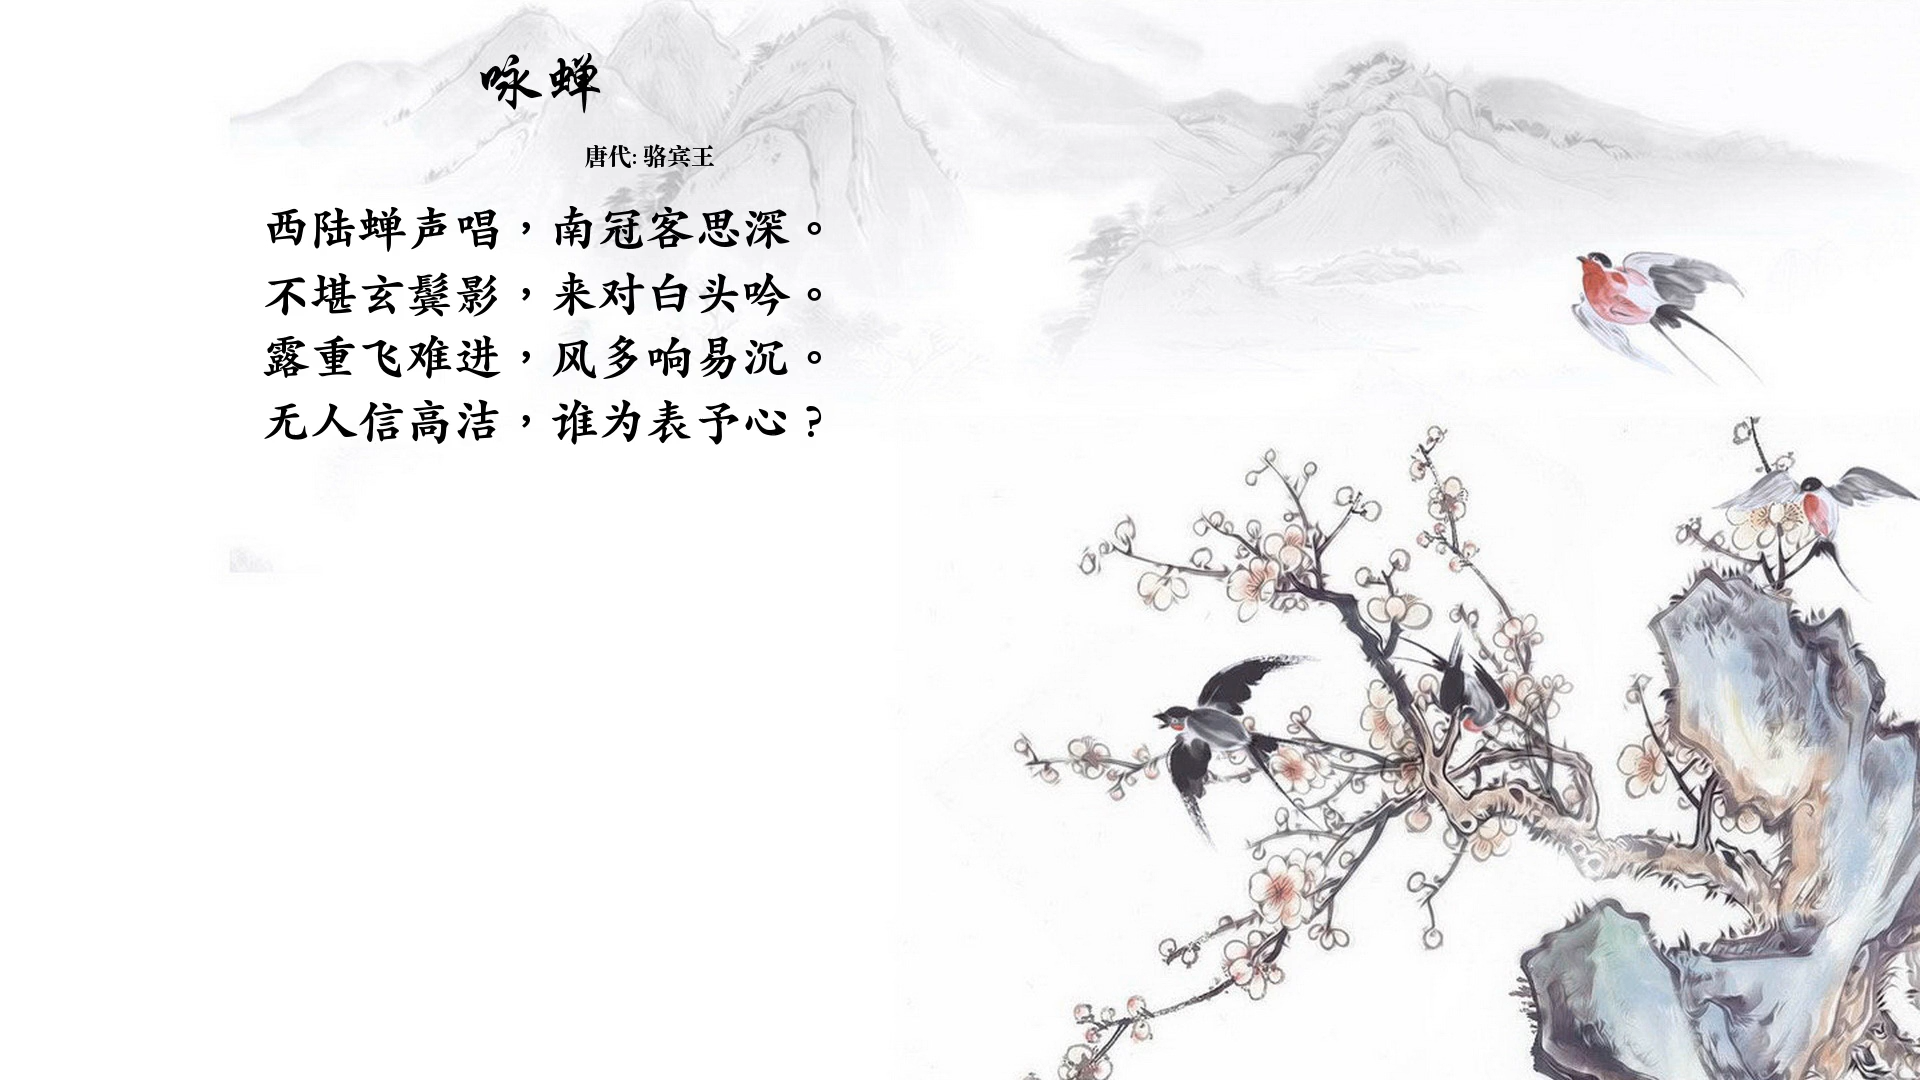 咏蝉
唐代: 骆宾王
西陆蝉声唱，南冠客思深。
不堪玄鬓影，来对白头吟。
露重飞难进，风多响易沉。
无人信高洁，谁为表予心？